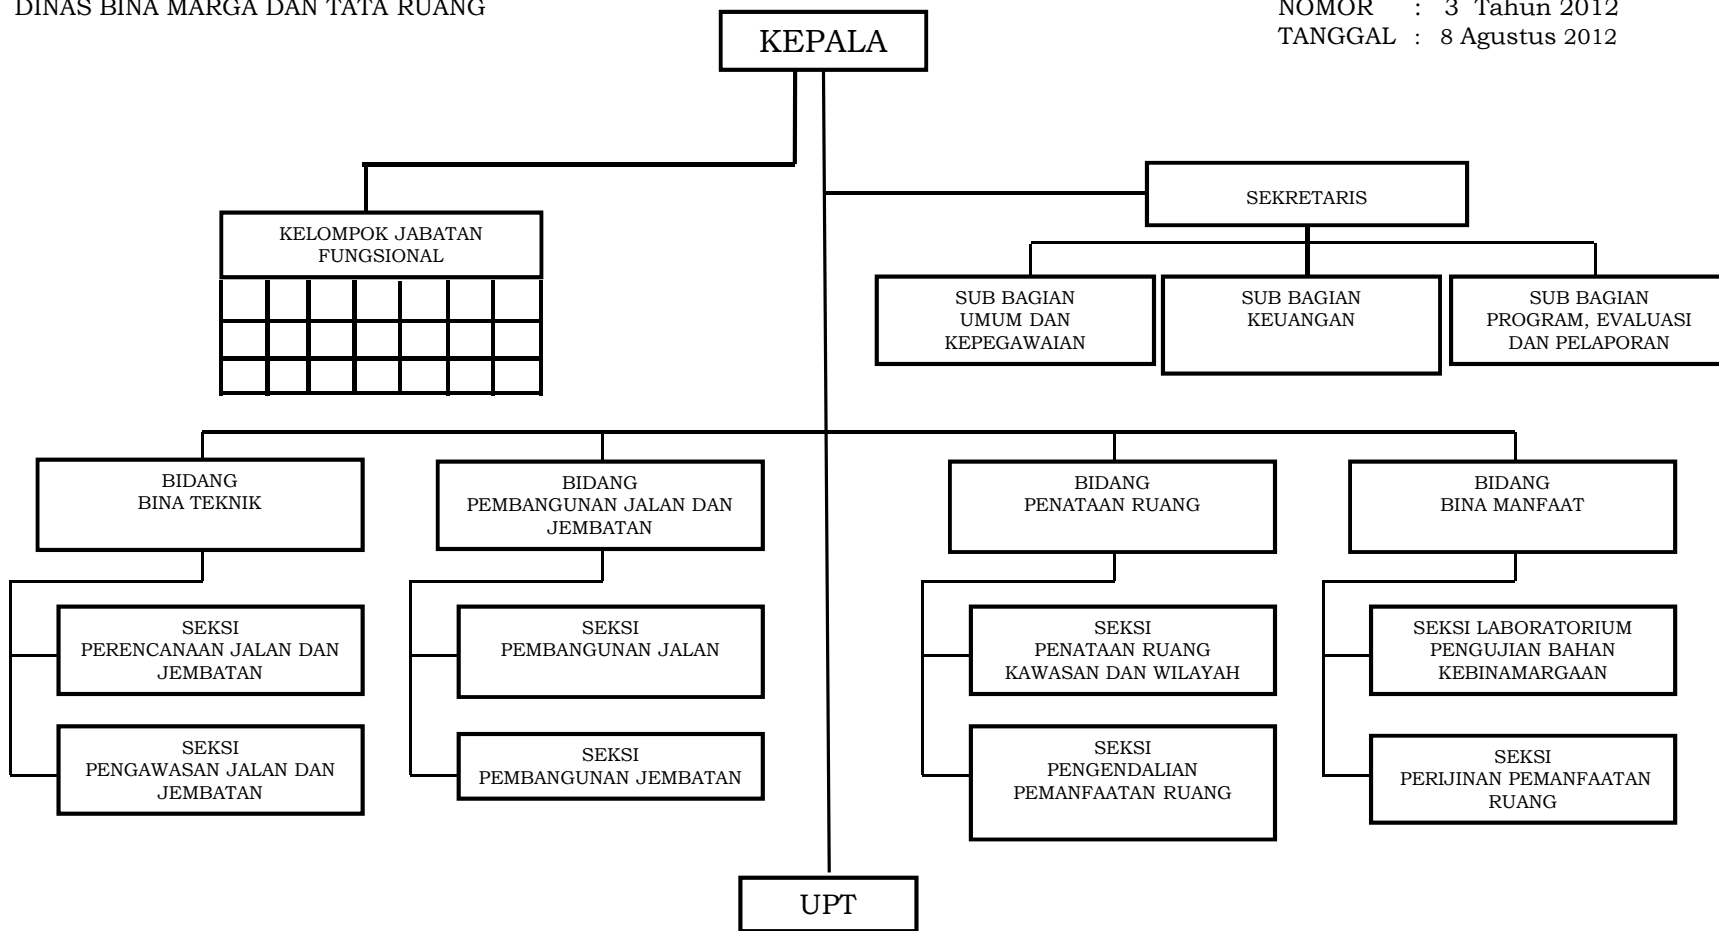 DINAS BINA MARGA DAN TATA RUANG
NOMOR : 3 Tahun 2012
TANGGAL : 8 Agustus 2012
KEPALA
SEKRETARIS
KELOMPOK JABATAN
FUNGSIONAL
SUB BAGIAN
UMUM DAN
KEPEGAWAIAN
SUB BAGIAN
KEUANGAN
SUB BAGIAN
PROGRAM, EVALUASI
DAN PELAPORAN
BIDANG
BINA TEKNIK
BIDANG
PEMBANGUNAN JALAN DAN
JEMBATAN
BIDANG
PENATAAN RUANG
BIDANG
BINA MANFAAT
SEKSI
PERENCANAAN JALAN DAN
JEMBATAN
SEKSI
PEMBANGUNAN JALAN
SEKSI
PENATAAN RUANG
KAWASAN DAN WILAYAH
SEKSI LABORATORIUM
PENGUJIAN BAHAN
KEBINAMARGAAN
SEKSI
PENGAWASAN JALAN DAN
JEMBATAN
SEKSI
PEMBANGUNAN JEMBATAN
SEKSI
PENGENDALIAN
PEMANFAATAN RUANG
SEKSI
PERIJINAN PEMANFAATAN
RUANG
UPT